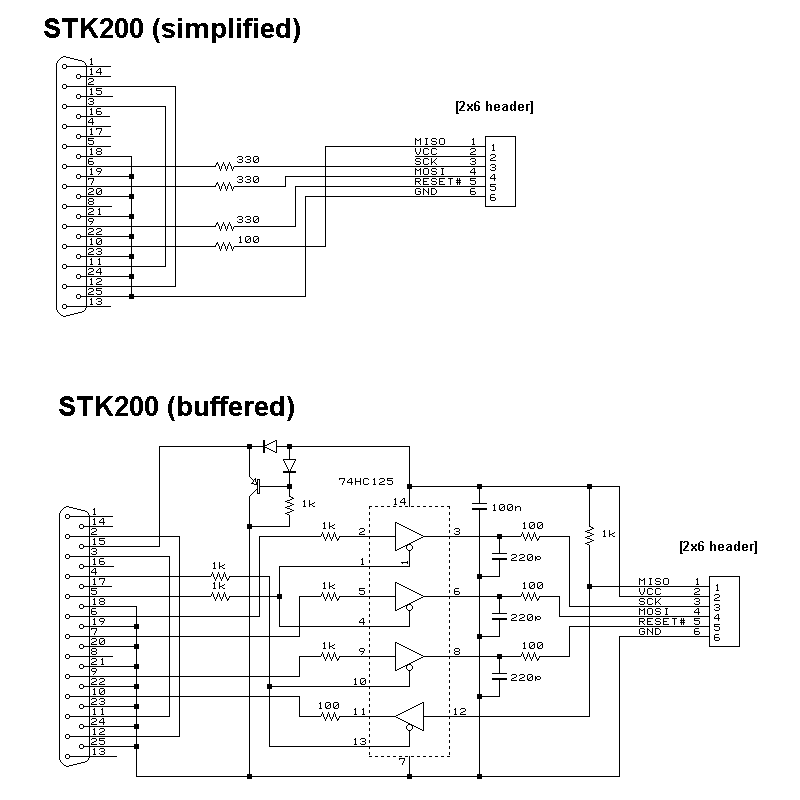 STK200 (simplified)
1
14
2
15
3
16
4
17
5
18
6
19
7
20
8
21
9
22
10
23
11
24
12
25
13
330
330
330
100
[2x6 header]
MISO 1 1
VCC 2 2
SCK 3 3
MOSI 4 4
RESET# 5 5
GND 6 6
STK200 (buffered)
1
14
2
15
3
16
4
17
5
18
6
19
7
20
8
21
9
22
10
23
11
24
12
25
13
1k
74HC125
14
100n
1k 2 3 100
1k
1
220p
1k
1k
1k 5 6 100
4
220p
1k 9 8 100
10
220p
100 11 12
13
7
[2x6 header]
MISO 1 1
VCC 2 2
SCK 3 3
MOSI 4 4
RESET# 5 5
GND 6 6